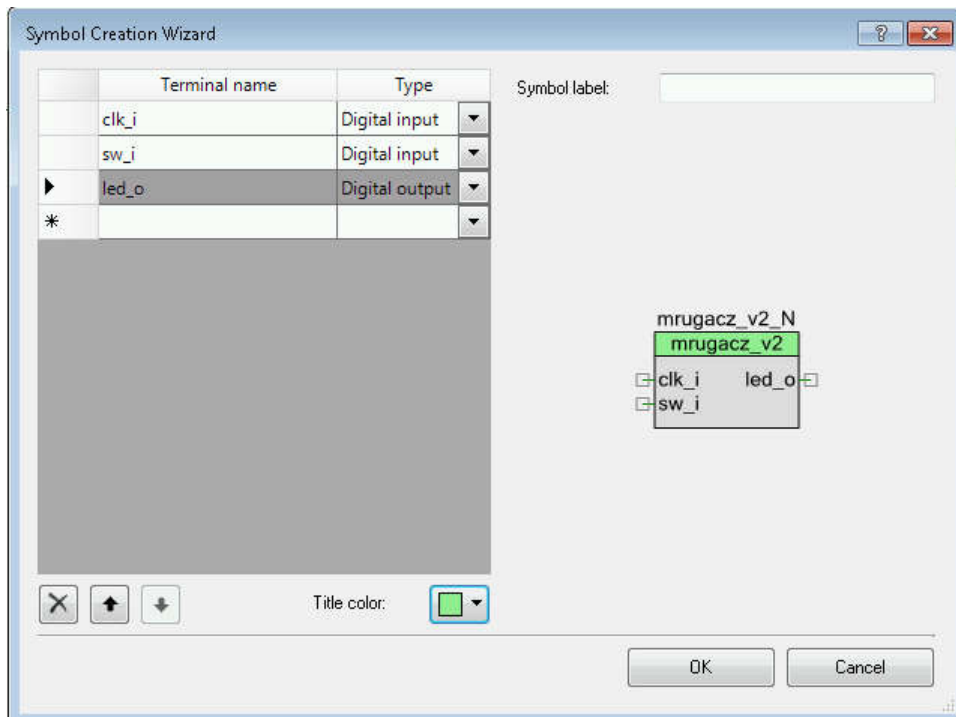 Symbol Creation Wizard
Terminal name Type
clk_i Digital input
sw_i Digital input
led_o Digital output
*
Title color:
Symbol label:
mrugacz_v2_N
mrugacz_v2
clk_i led_o
sw_i
OK Cancel